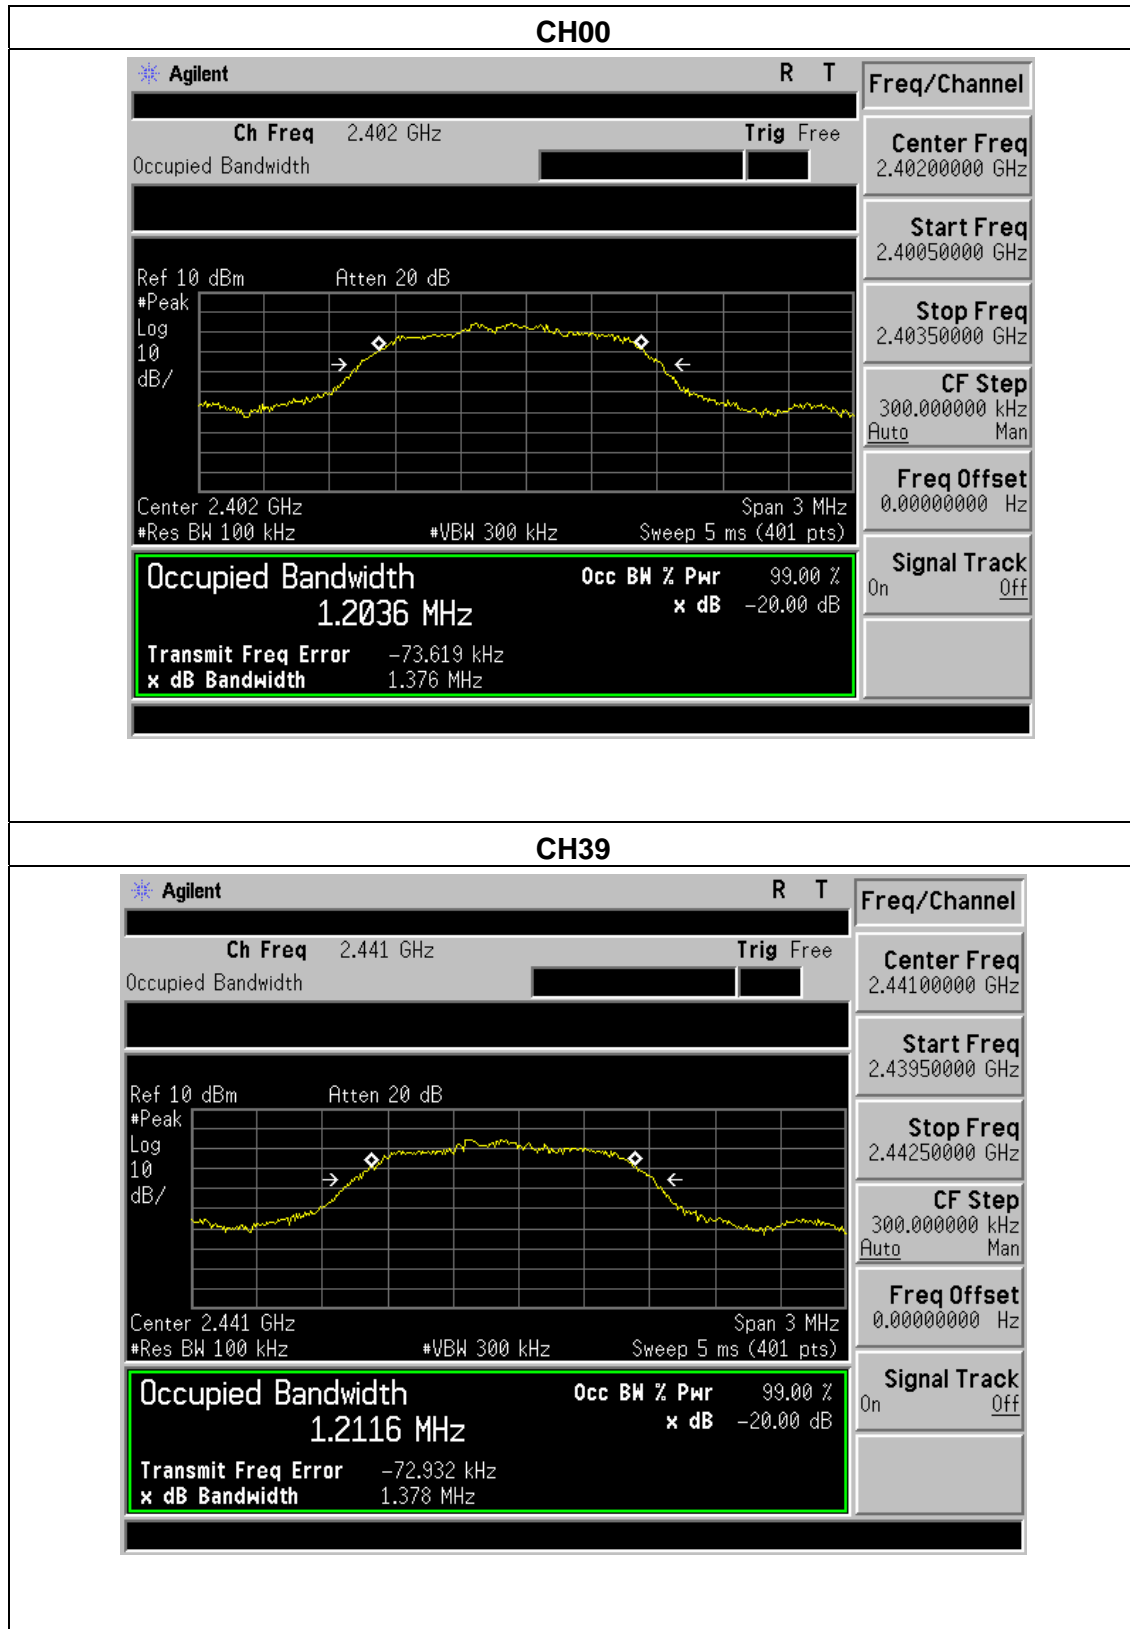 CH00
Agilent R T
Freq/Channel
Ch Freq 2.402 GHz Trig Free
Occupied Bandwidth
Center Freq
2.40200000 GHz
Start Freq
2.40050000 GHz
Stop Freq
2.40350000 GHz
CF Step
300.000000 kHz
Auto Man
Freq Offset
0.00000000 Hz
Signal Track
On Off
Ref 10 dBm Atten 20 dB
#Peak
Log
10
dB/
Center 2.402 GHz Span 3 MHz
#Res BW 100 kHz #VBW 300 kHz Sweep 5 ms (401 pts)
Occupied Bandwidth Occ BW % Pwr 99.00 %
1.2036 MHz x dB -20.00 dB
Transmit Freq Error -73.619 kHz
x dB Bandwidth 1.376 MHz
CH39
Agilent R T
Freq/Channel
Ch Freq 2.441 GHz Trig Free
Occupied Bandwidth
Center Freq
2.44100000 GHz
Start Freq
2.43950000 GHz
Stop Freq
2.44250000 GHz
CF Step
300.000000 kHz
Auto Man
Freq Offset
0.00000000 Hz
Signal Track
On Off
Ref 10 dBm Atten 20 dB
#Peak
Log
10
dB/
Center 2.441 GHz Span 3 MHz
#Res BW 100 kHz #VBW 300 kHz Sweep 5 ms (401 pts)
Occupied Bandwidth Occ BW % Pwr 99.00 %
1.2116 MHz x dB -20.00 dB
Transmit Freq Error -72.932 kHz
x dB Bandwidth 1.378 MHz